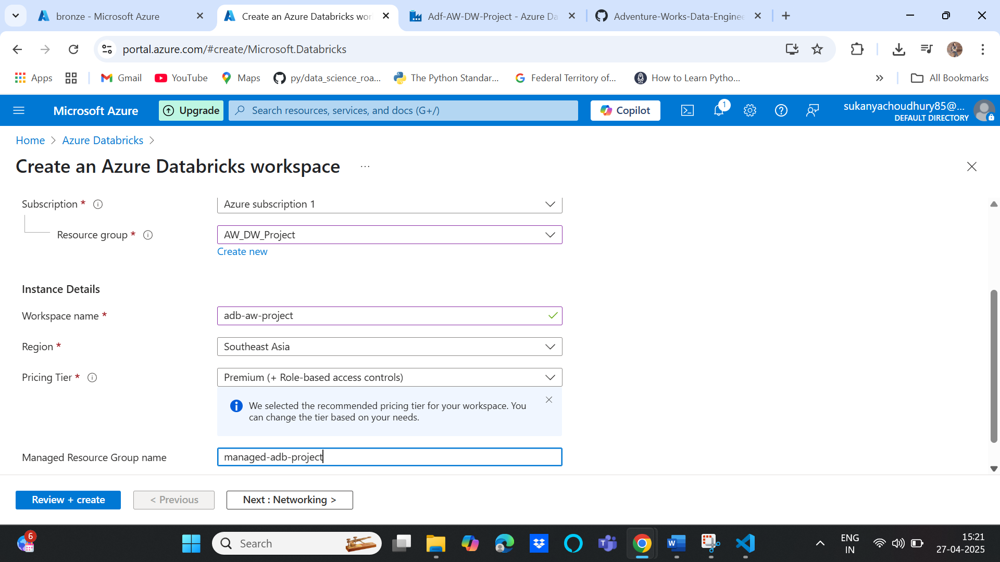 bronze - Microsoft Azure
Create an Azure Databricks wor
Adf-AW-DW-Project - Azure Da
Adventure-Works-Data-Enginee
portal.azure.com/#create/Microsoft.Databricks
Apps
Gmail
YouTube
Maps
py/data_science_roa...
The Python Standar...
Federal Territory of...
How to Learn Pytho...
»
All Bookmarks
Microsoft Azure
Upgrade
Search resources, services, and docs (G+/)
Copilot
1
sukanyachoudhury85@...
DEFAULT DIRECTORY
Home > Azure Databricks >
Create an Azure Databricks workspace ...
Subscription *
Azure subscription 1
Resource group *
AW_DW_Project
Create new
Instance Details
Workspace name *
adb-aw-project
Region *
Southeast Asia
Pricing Tier *
Premium (+ Role-based access controls)
We selected the recommended pricing tier for your workspace. You
can change the tier based on your needs.
Managed Resource Group name
managed-adb-project
Review + create
< Previous
Next : Networking >
6
Search
ENG
IN
15:21
27-04-2025